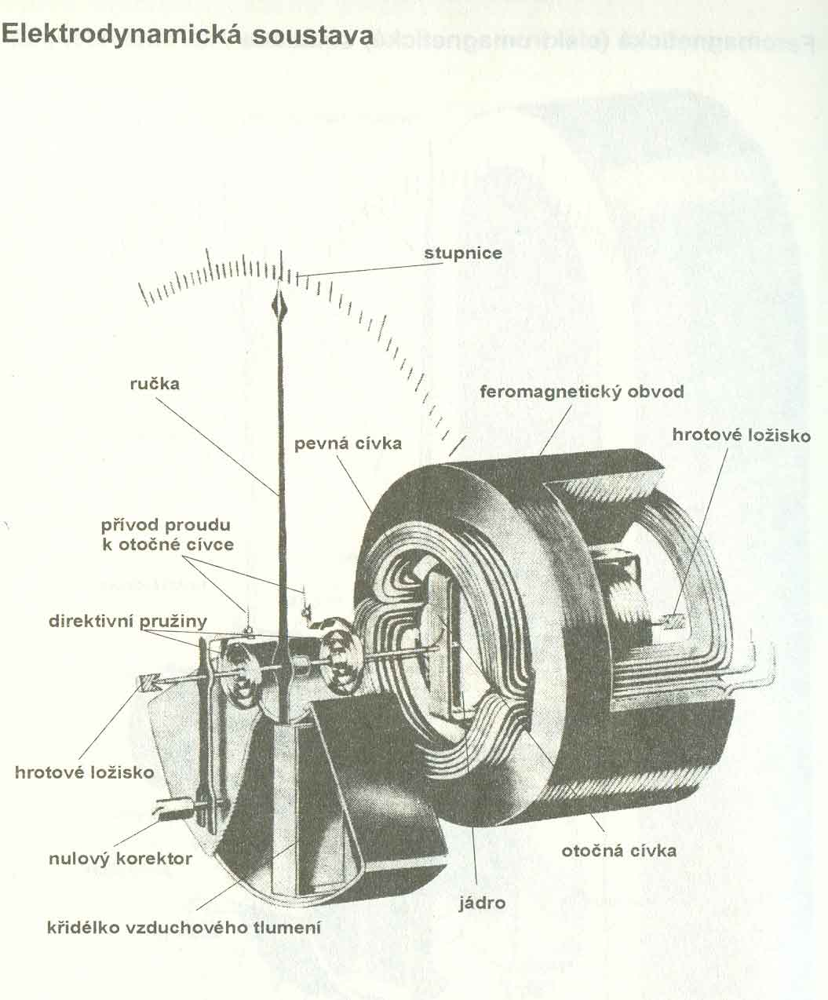 Elektrodynamická soustava
stupnice
ručka
feromagnetický obvod
hrotové ložisko
pevná cívka
přívod proudu
k otočné cívce
direktivní pružiny
hrotové ložisko
nulový korektor
otočná cívka
jádro
křidélko vzduchového tlumení